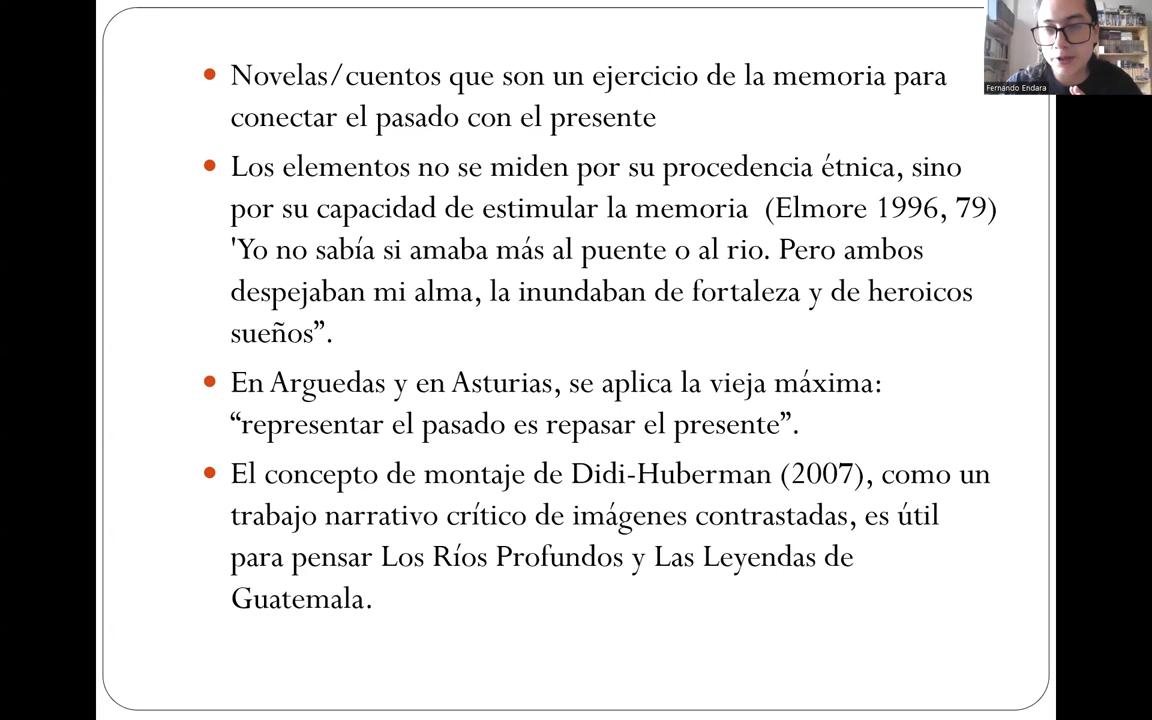 Novelas/cuentos que son un ejercicio de la memoria para
conectar el pasado con el presente
Los elementos no se miden por su procedencia étnica, sino
por su capacidad de estimular la memoria (Elmore 1996, 79)
'Yo no sabía si amaba más al puente o al rio. Pero ambos
despejaban mi alma, la inundaban de fortaleza y de heroicos
sueños”.
En Arguedas y en Asturias, se aplica la vieja máxima:
“representar el pasado es repasar el presente”.
El concepto de montaje de Didi-Huberman (2007), como un
trabajo narrativo crítico de imágenes contrastadas, es útil
para pensar Los Ríos Profundos y Las Leyendas de
Guatemala.
Fernando Endara